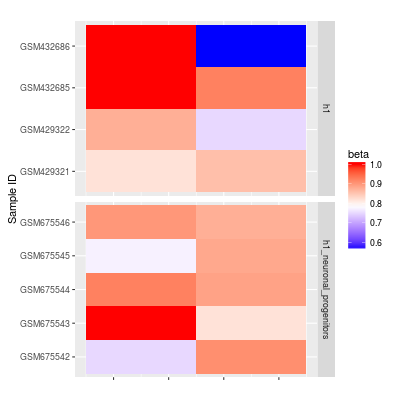 GSM432686
GSM432685
GSM429322
GSM429321
h1
GSM675546
GSM675545
GSM675544
GSM675543
GSM675542
h1_neuronal_progenitors
Sample ID
beta
1.0
0.9
0.8
0.7
0.6